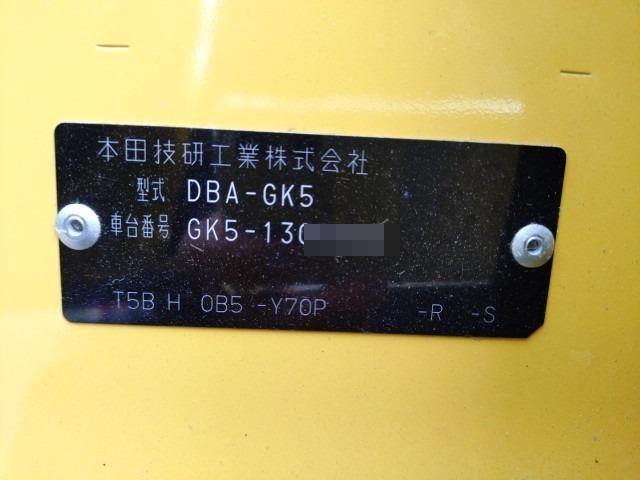 本田技研工業株式会社
型式 DBA-GK5
車台番号 GK5-130
T5B H 0B5 -Y70P -R -S